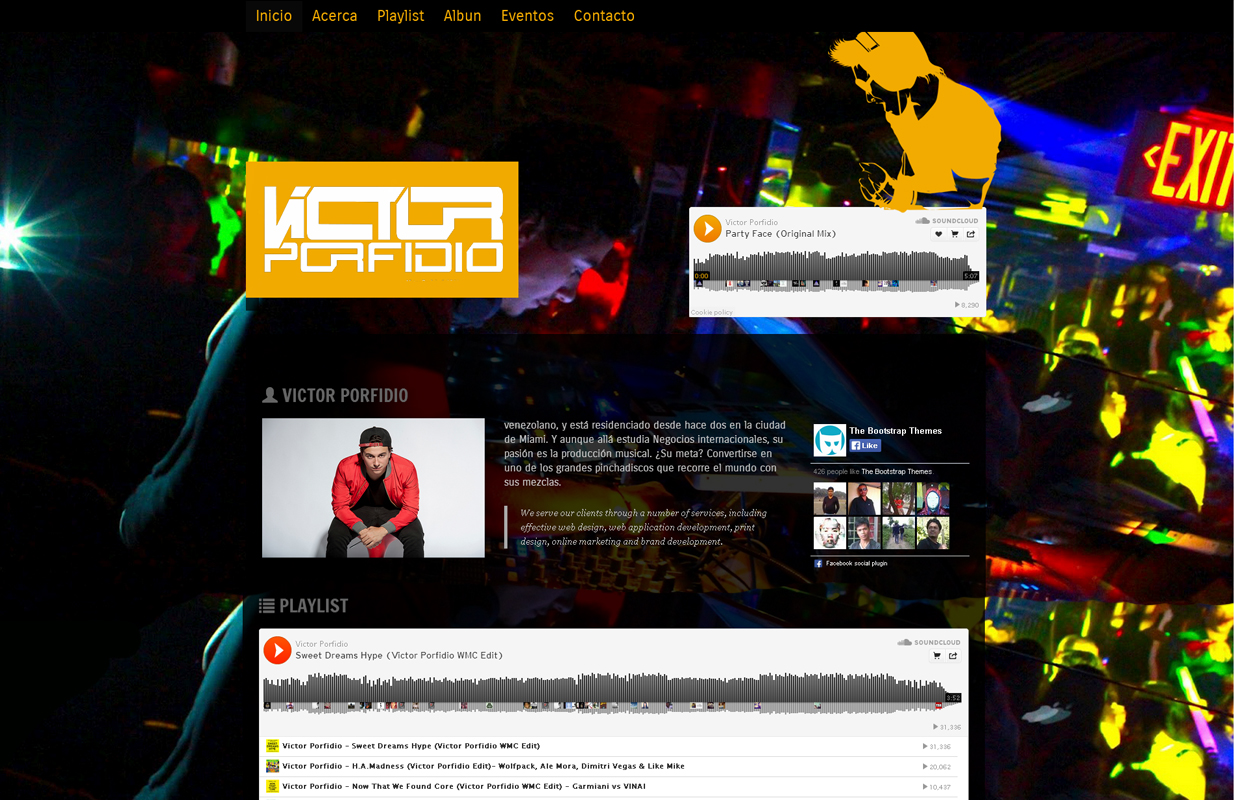 Inicio Acerca Playlist Albun Eventos Contacto
EXIT
VICTOR
PORFIDIO
Victor Porfidio
SOUNDCLOUD
Party Face (Original Mix)
0:00
5:07
8,290
Cookie policy
VICTOR PORFIDIO
venezolano, y está residenciado desde hace dos en la ciudad
de Miami. Y aunque allá estudia Negocios internacionales, su
pasión es la producción musical. ¿Su meta? Convertirse en
uno de los grandes pinchadiscos que recorre el mundo con
sus mezclas.
We serve our clients through a number of services, including
effective web design, web application development, print
design, online marketing and brand development.
The Bootstrap Themes
Like
426 people like The Bootstrap Themes.
Facebook social plugin
PLAYLIST
Victor Porfidio
SOUNDCLOUD
Sweet Dreams Hype (Victor Porfidio WMC Edit)
3:52
31,336
Victor Porfidio - Sweet Dreams Hype (Victor Porfidio WMC Edit) 31,336
Victor Porfidio - H.A.Madness (Victor Porfidio Edit)- Wolfpack, Ale Mora, Dimitri Vegas & Like Mike 20,062
Victor Porfidio - Now That We Found Core (Victor Porfidio WMC Edit) - Garmiani vs VINAI 10,437